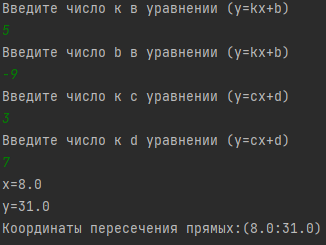 Введите число к в уравнении (y=kx+b)
5
Введите число b в уравнении (y=kx+b)
-9
Введите число к с уравнении (y=cx+d)
3
Введите число к d уравнении (y=cx+d)
7
x=8.0
y=31.0
Координаты пересечения прямых:(8.0:31.0)